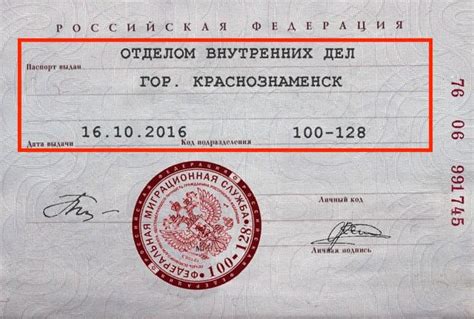 РОССИЙСКАЯ ФЕДЕРАЦИЯ
Паспорт выдан
ОТДЕЛОМ ВНУТРЕННИХ ДЕЛ
ГОР. КРАСНОЗНАМЕНСК
Дата выдачи 16.10.2016 Код подразделения 100-128
76 06 991745
ФЕДЕРАЛЬНАЯ МИГРАЦИОННАЯ СЛУЖБА
100-128
Личный код
Личная подпись